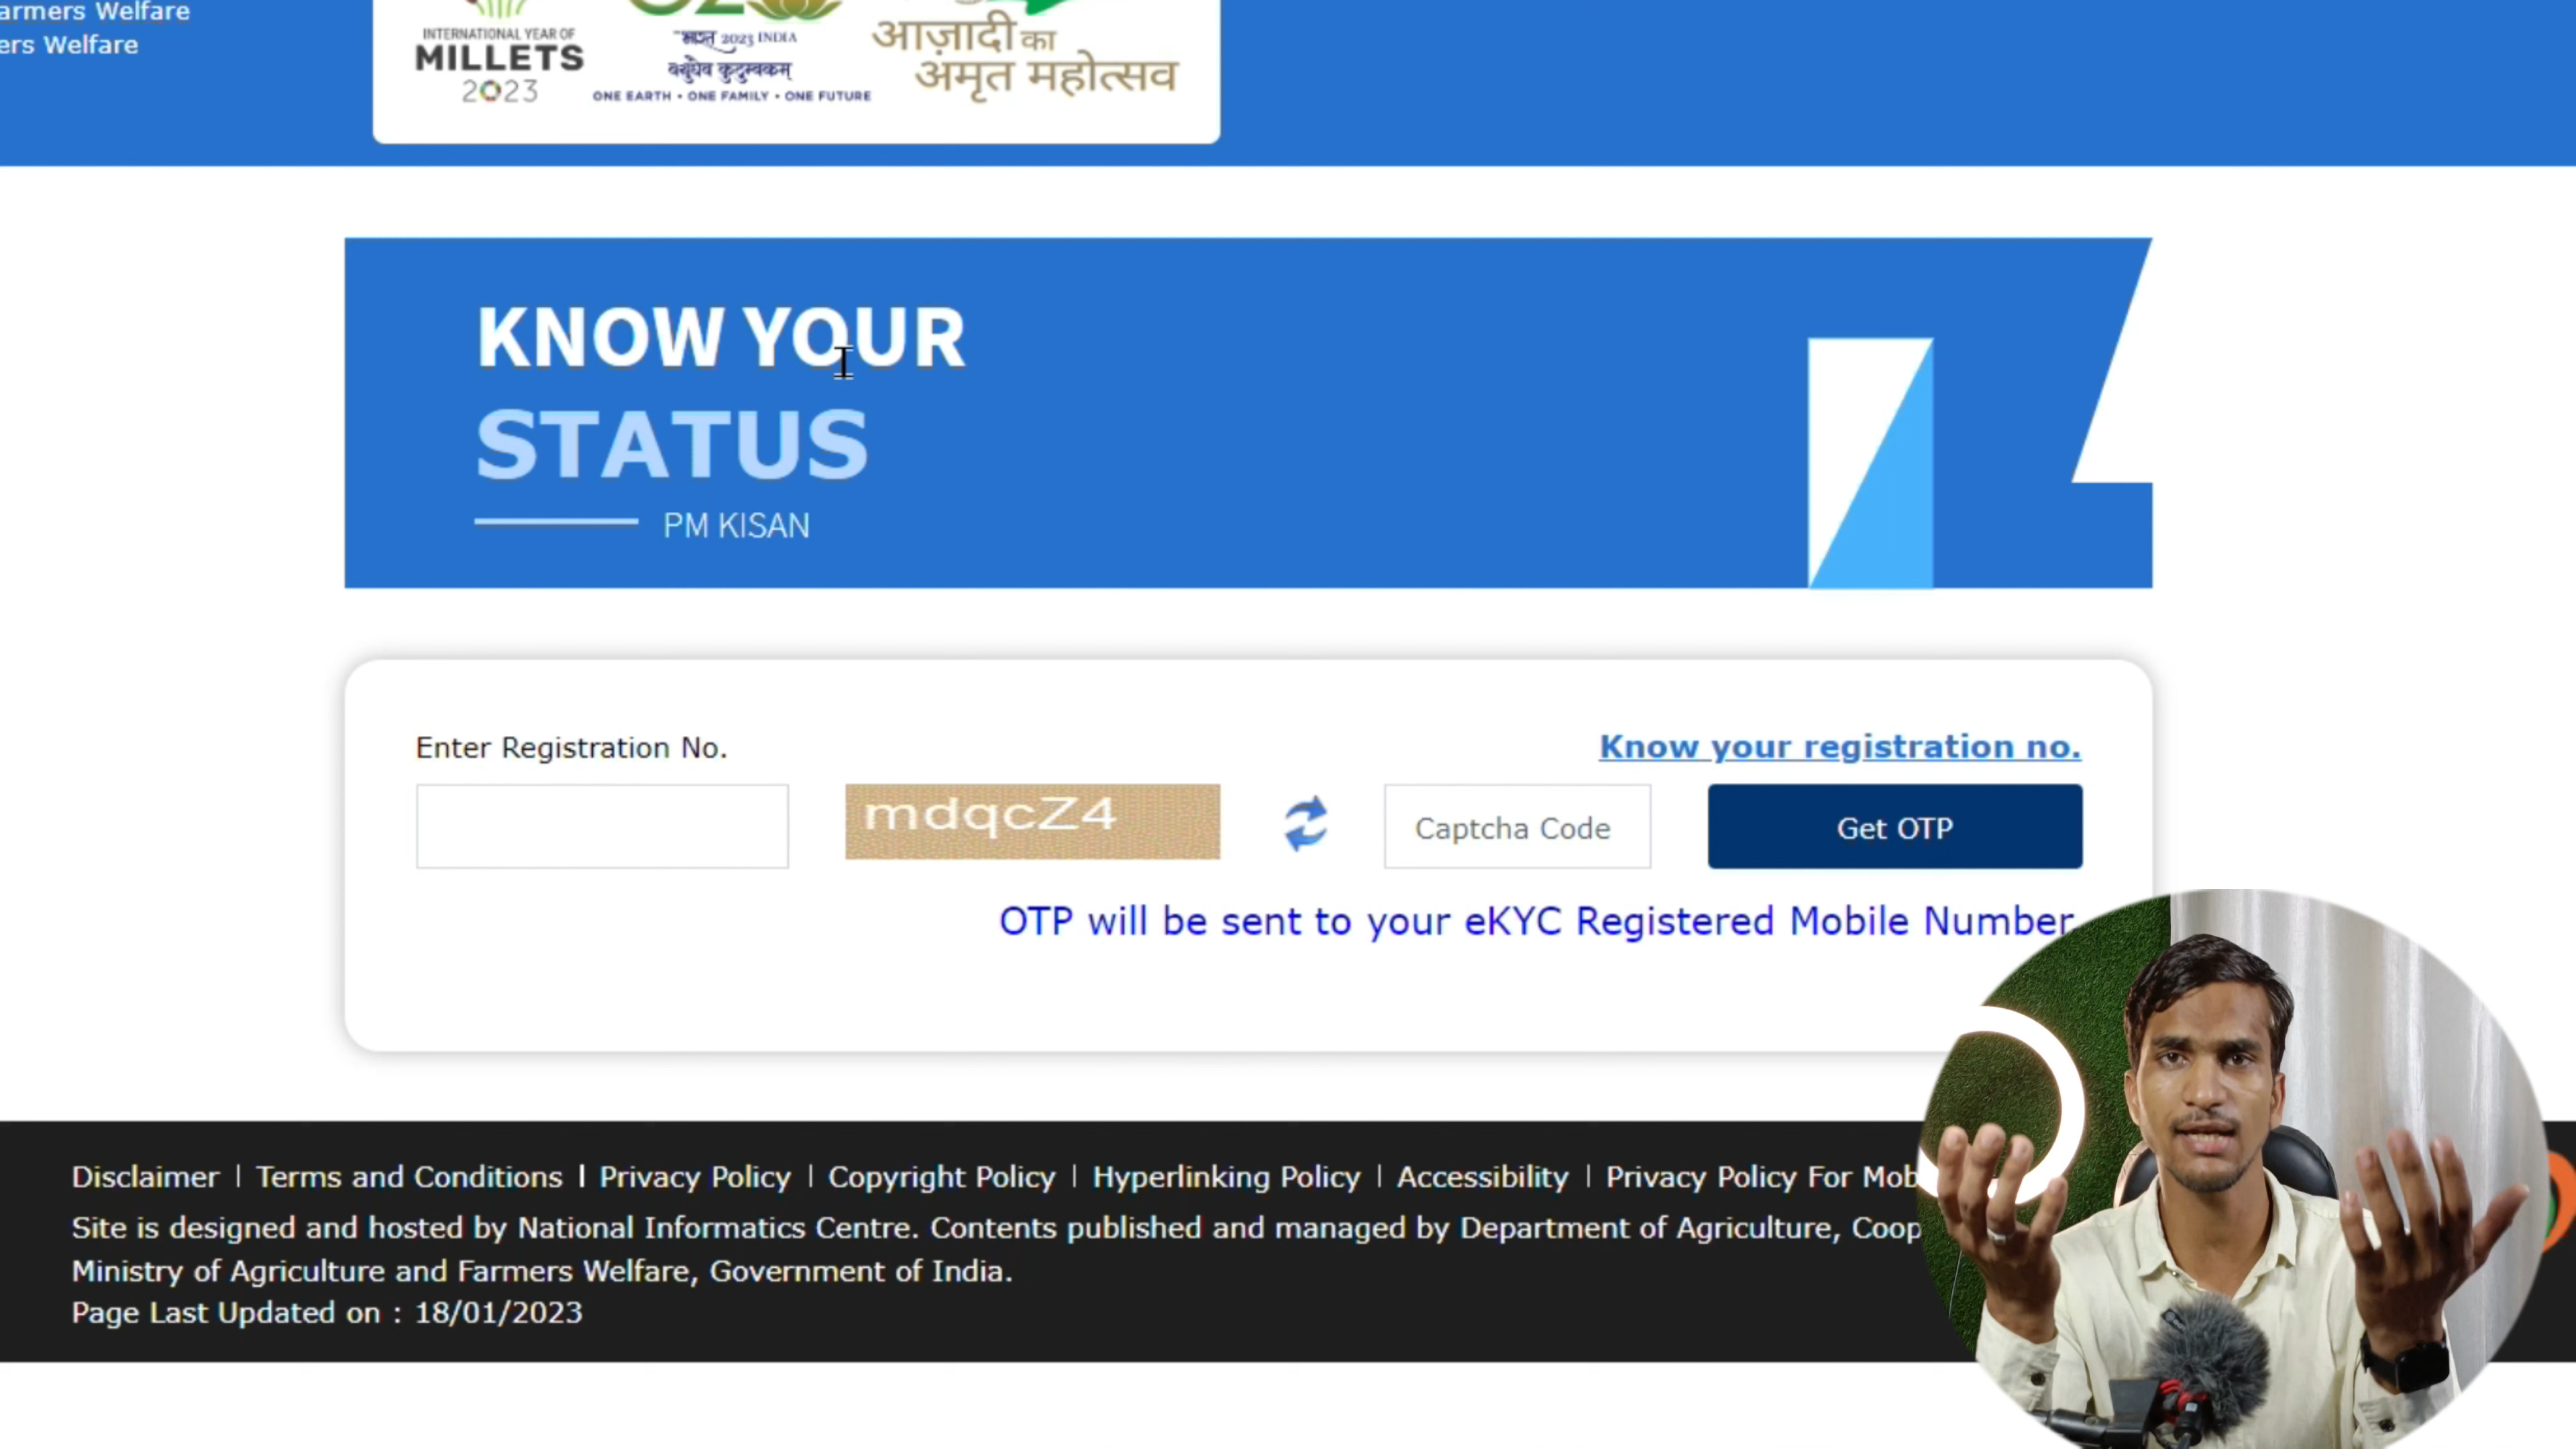 armers Welfare
ers Welfare
INTERNATIONAL YEAR OF
MILLETS
2023
भारत 2023 INDIA
वसुधैव कुटुम्बकम्
ONE EARTH • ONE FAMILY • ONE FUTURE
आज़ादी का
अमृत महोत्सव
KNOW YOUR
STATUS
PM KISAN
Enter Registration No.
Know your registration no.
mdqcZ4
Captcha Code
Get OTP
OTP will be sent to your eKYC Registered Mobile Number.
Disclaimer | Terms and Conditions | Privacy Policy | Copyright Policy | Hyperlinking Policy | Accessibility | Privacy Policy For Mob
Site is designed and hosted by National Informatics Centre. Contents published and managed by Department of Agriculture, Coop
Ministry of Agriculture and Farmers Welfare, Government of India.
Page Last Updated on : 18/01/2023